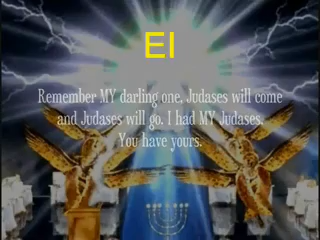 EI
Remember MY darling one, Judases will come
and Judases will go. I had MY Judases.
You have yours.